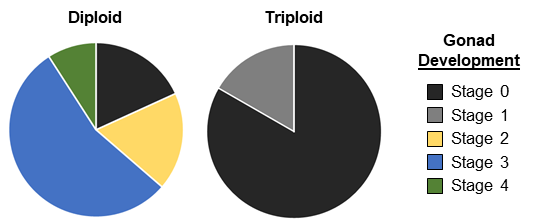 Diploid
Triploid
Gonad
Development
Stage 0
Stage 1
Stage 2
Stage 3
Stage 4